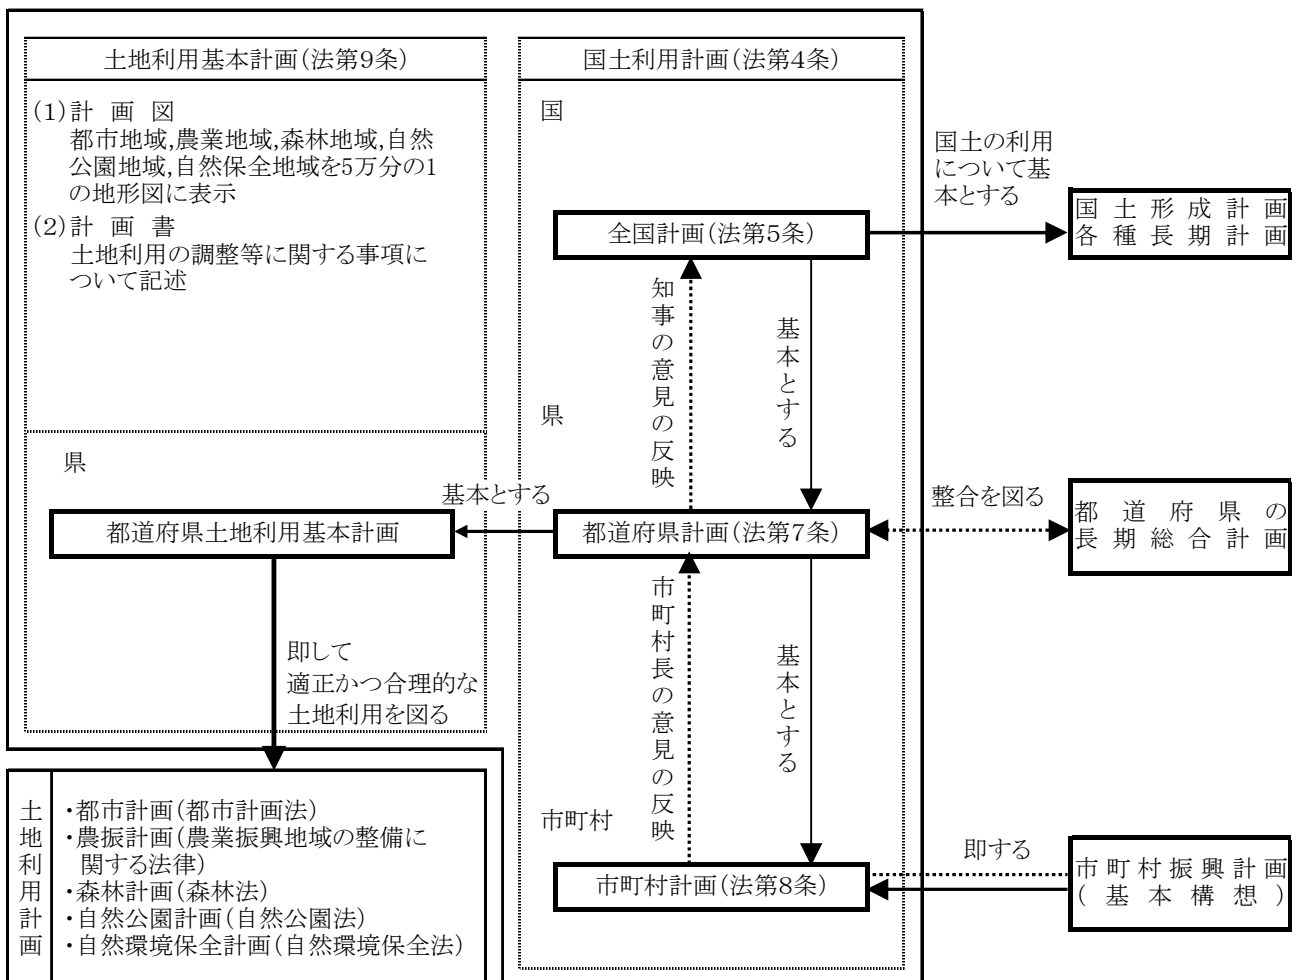 土地利用基本計画(法第9条)
(1)計画図
都市地域,農業地域,森林地域,自然
公園地域,自然保全地域を5万分の1
の地形図に表示
(2)計画書
土地利用の調整等に関する事項に
ついて記述
県
都道府県土地利用基本計画
即して
適正かつ合理的な
土地利用を図る
土地利用計画
・都市計画(都市計画法)
・農振計画(農業振興地域の整備に
関する法律)
・森林計画(森林法)
・自然公園計画(自然公園法)
・自然環境保全計画(自然環境保全法)
基本とする
国土利用計画(法第4条)
国
全国計画(法第5条)
知事の意見の反映
基本とする
県
都道府県計画(法第7条)
市町村長の意見の反映
基本とする
市町村
市町村計画(法第8条)
国土の利用
について基
本とする
国土形成計画
各種長期計画
整合を図る
都道府県の
長期総合計画
即する
市町村振興計画
(基本構想)